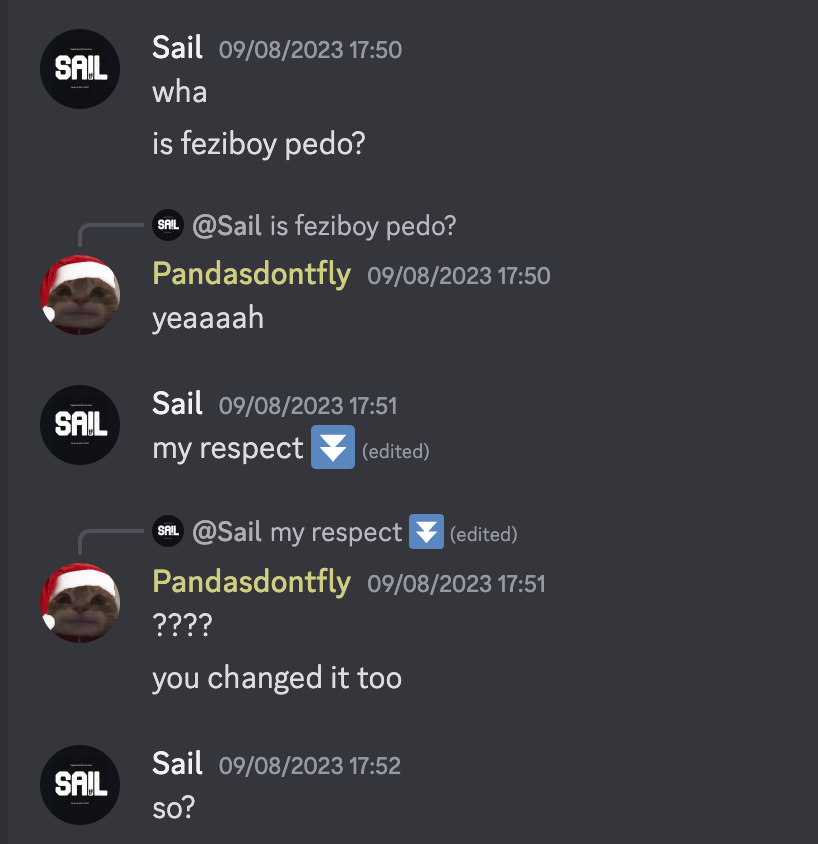 SAIL
Sail 09/08/2023 17:50
wha
is feziboy pedo?
SAIL @Sail is feziboy pedo?
Pandasdontfly 09/08/2023 17:50
yeaaaah
SAIL
Sail 09/08/2023 17:51
my respect ⏬ (edited)
SAIL @Sail my respect ⏬ (edited)
Pandasdontfly 09/08/2023 17:51
????
you changed it too
SAIL
Sail 09/08/2023 17:52
so?